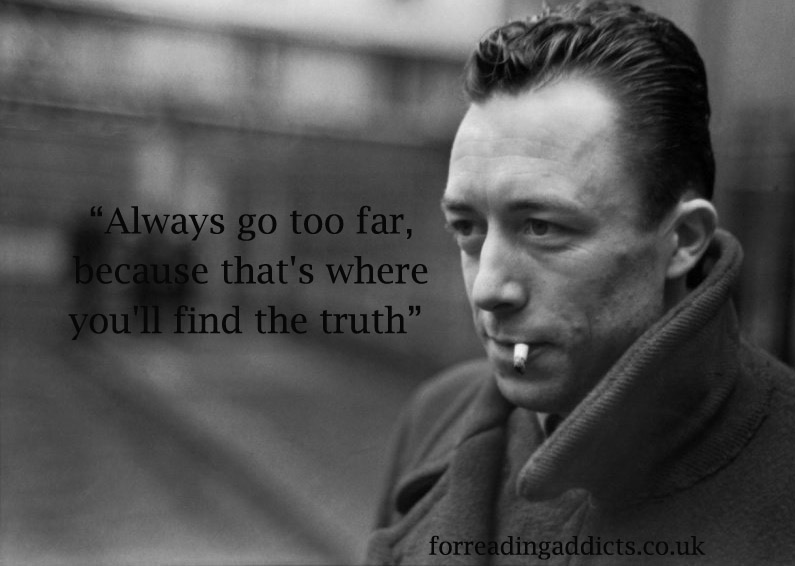 “Always go too far,
because that's where
you'll find the truth”
forreadingaddicts.co.uk